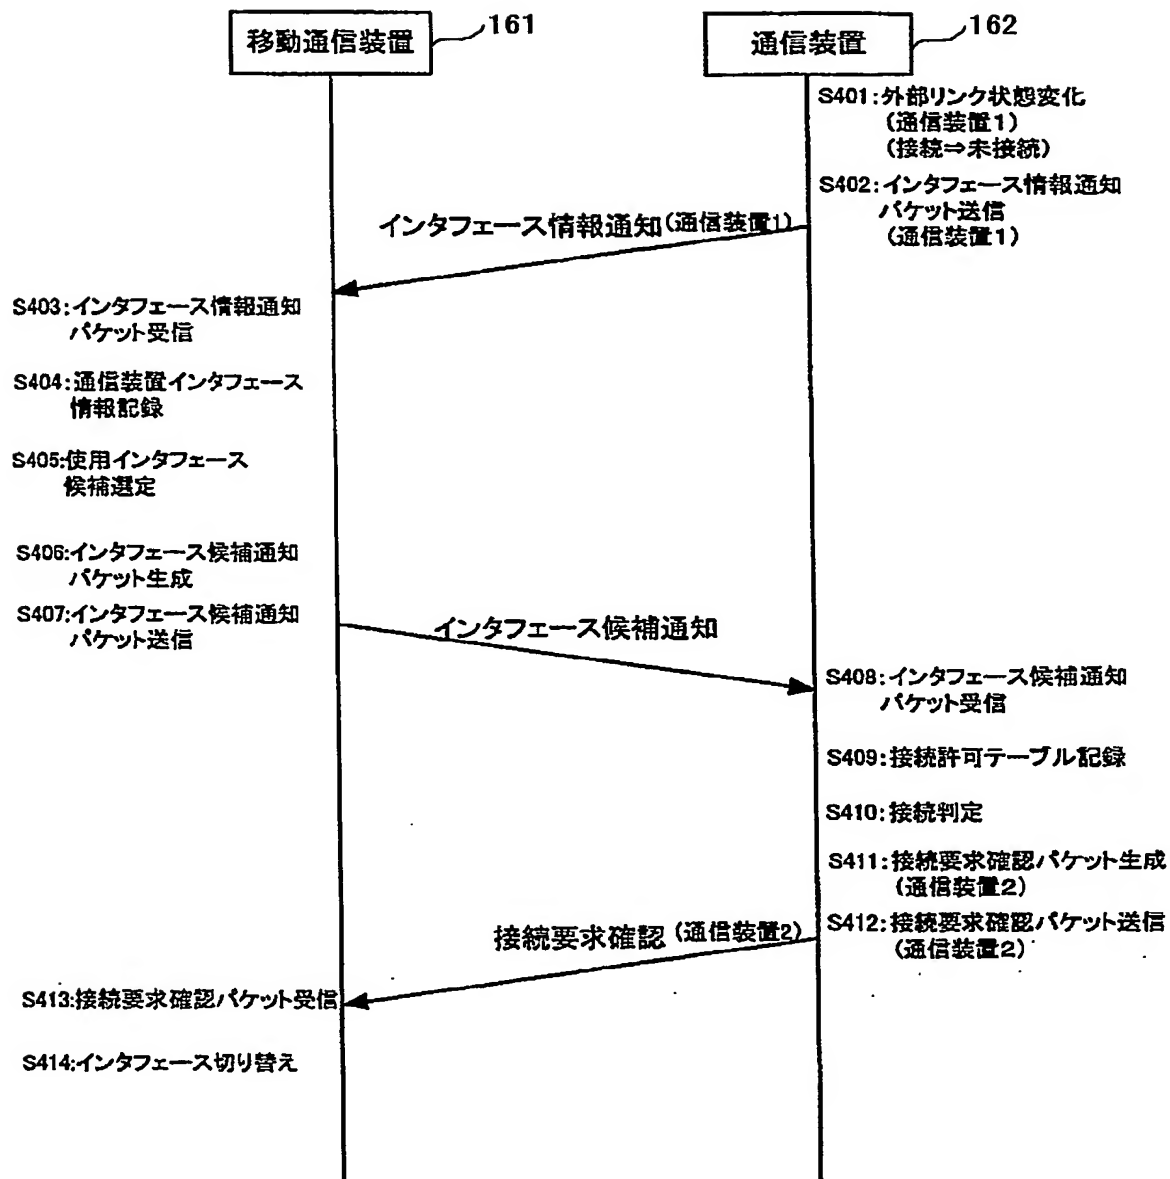 移動通信装置
161
通信装置
162
S401:外部リンク状態変化
(通信装置1)
(接続⇒未接続)
S402:インタフェース情報通知
パケット送信
(通信装置1)
インタフェース情報通知(通信装置1)
S403:インタフェース情報通知
パケット受信
S404:通信装置インタフェース
情報記録
S405:使用インタフェース
候補選定
S406:インタフェース候補通知
パケット生成
S407:インタフェース候補通知
パケット送信
インタフェース候補通知
S408:インタフェース候補通知
パケット受信
S409:接続許可テーブル記録
S410:接続判定
S411:接続要求確認パケット生成
(通信装置2)
S412:接続要求確認パケット送信
(通信装置2)
接続要求確認(通信装置2)
S413:接続要求確認パケット受信
S414:インタフェース切り替え